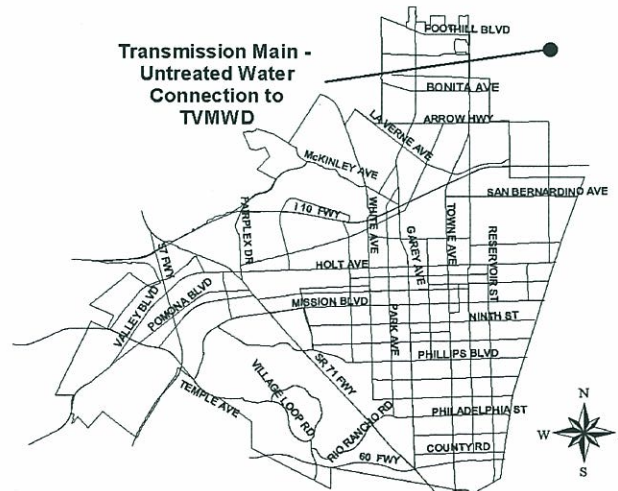 FOOTHILL BLVD
Transmission Main -
Untreated Water
Connection to
TVMWD
BONITA AVE
ARROW HWY
LA VERNE AVE
McKINLEY AVE
SAN BERNARDINO AVE
I 10 FWY
FAIRPLEX DR
WHITE AVE
GAREY AVE
TOWNE AVE
RESERVOIR ST
57 FWY
HOLT AVE
VALLEY BLVD
POMONA BLVD
MISSION BLVD
PARK AVE
NINTH ST
PHILLIPS BLVD
SR 71 FWY
VILLAGE LOOP RD
TEMPLE AVE
RIO RANCHO RD
PHILADELPHIA ST
COUNTY RD
60 FWY
N
W
E
S